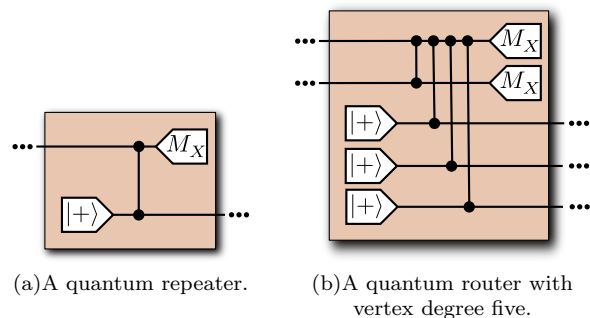 M_X
M_X
M_X
|+⟩
|+⟩
|+⟩
|+⟩
(a)A quantum repeater.
(b)A quantum router with
vertex degree five.